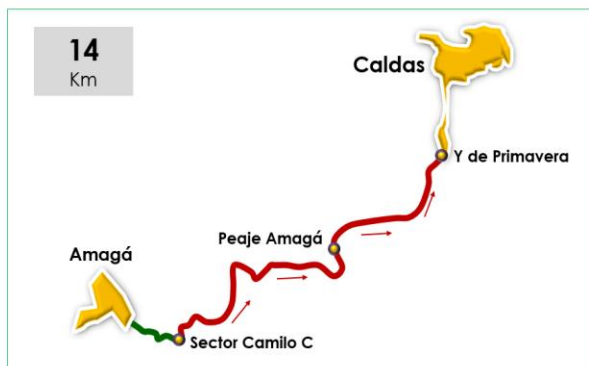 14
Km
Caldas
Y de Primavera
Peaje Amagá
Amagá
Sector Camilo C